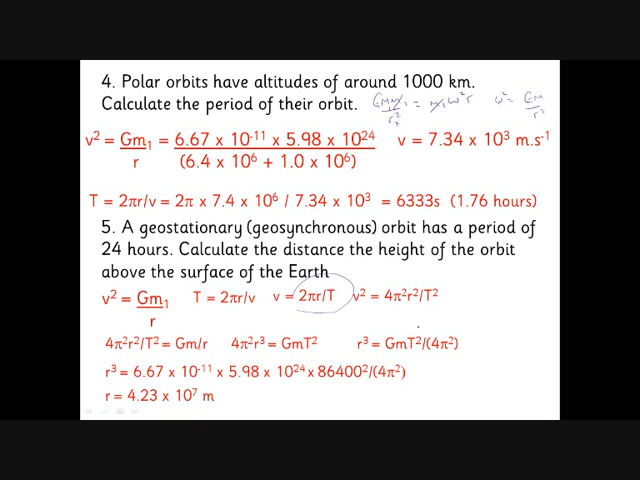 4. Polar orbits have altitudes of around 1000 km.
Calculate the period of their orbit.
v² = Gm₁ = 6.67 x 10⁻¹¹ x 5.98 x 10²⁴ v = 7.34 x 10³ m.s⁻¹
r (6.4 x 10⁶ + 1.0 x 10⁶)
T = 2πr/v = 2π x 7.4 x 10⁶ / 7.34 x 10³ = 6333s (1.76 hours)
5. A geostationary (geosynchronous) orbit has a period of
24 hours. Calculate the distance the height of the orbit
above the surface of the Earth
v² = Gm₁ T = 2πr/v v = 2πr/T v² = 4π²r²/T²
r
4π²r²/T² = Gm/r 4π²r³ = GmT² r³ = GmT²/(4π²)
r³ = 6.67 x 10⁻¹¹ x 5.98 x 10²⁴ x 86400²/(4π²)
r = 4.23 x 10⁷ m